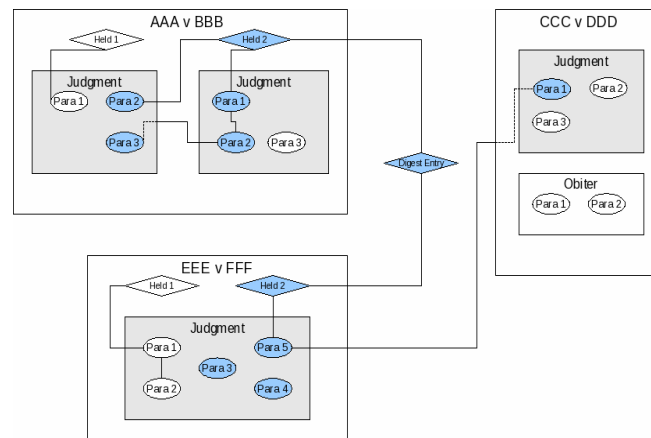 AAA v BBB
Held 1
Held 2
Judgment
Para 1
Para 2
Para 3
Para 1
Para 2
Para 3
CCC v DDD
Judgment
Para 1
Para 2
Para 3
Obiter
Para 1
Para 2
Digest Entry
EEE v FFF
Held 1
Held 2
Judgment
Para 1
Para 5
Para 3
Para 2
Para 4